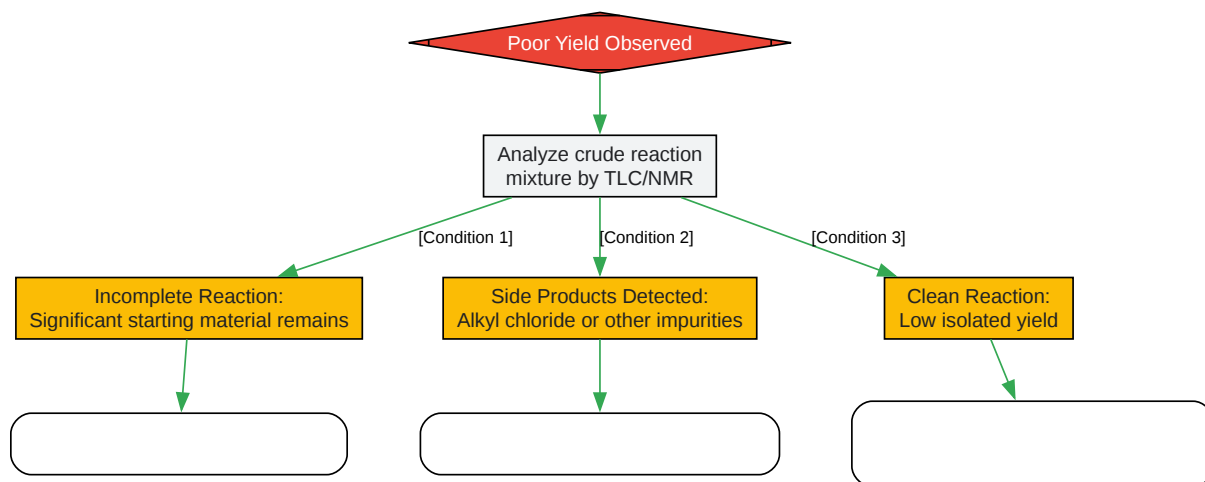 Poor Yield Observed
Analyze crude reaction
mixture by TLC/NMR
[Condition 1]
[Condition 2]
[Condition 3]
Incomplete Reaction:
Significant starting material remains
Side Products Detected:
Alkyl chloride or other impurities
Clean Reaction:
Low isolated yield